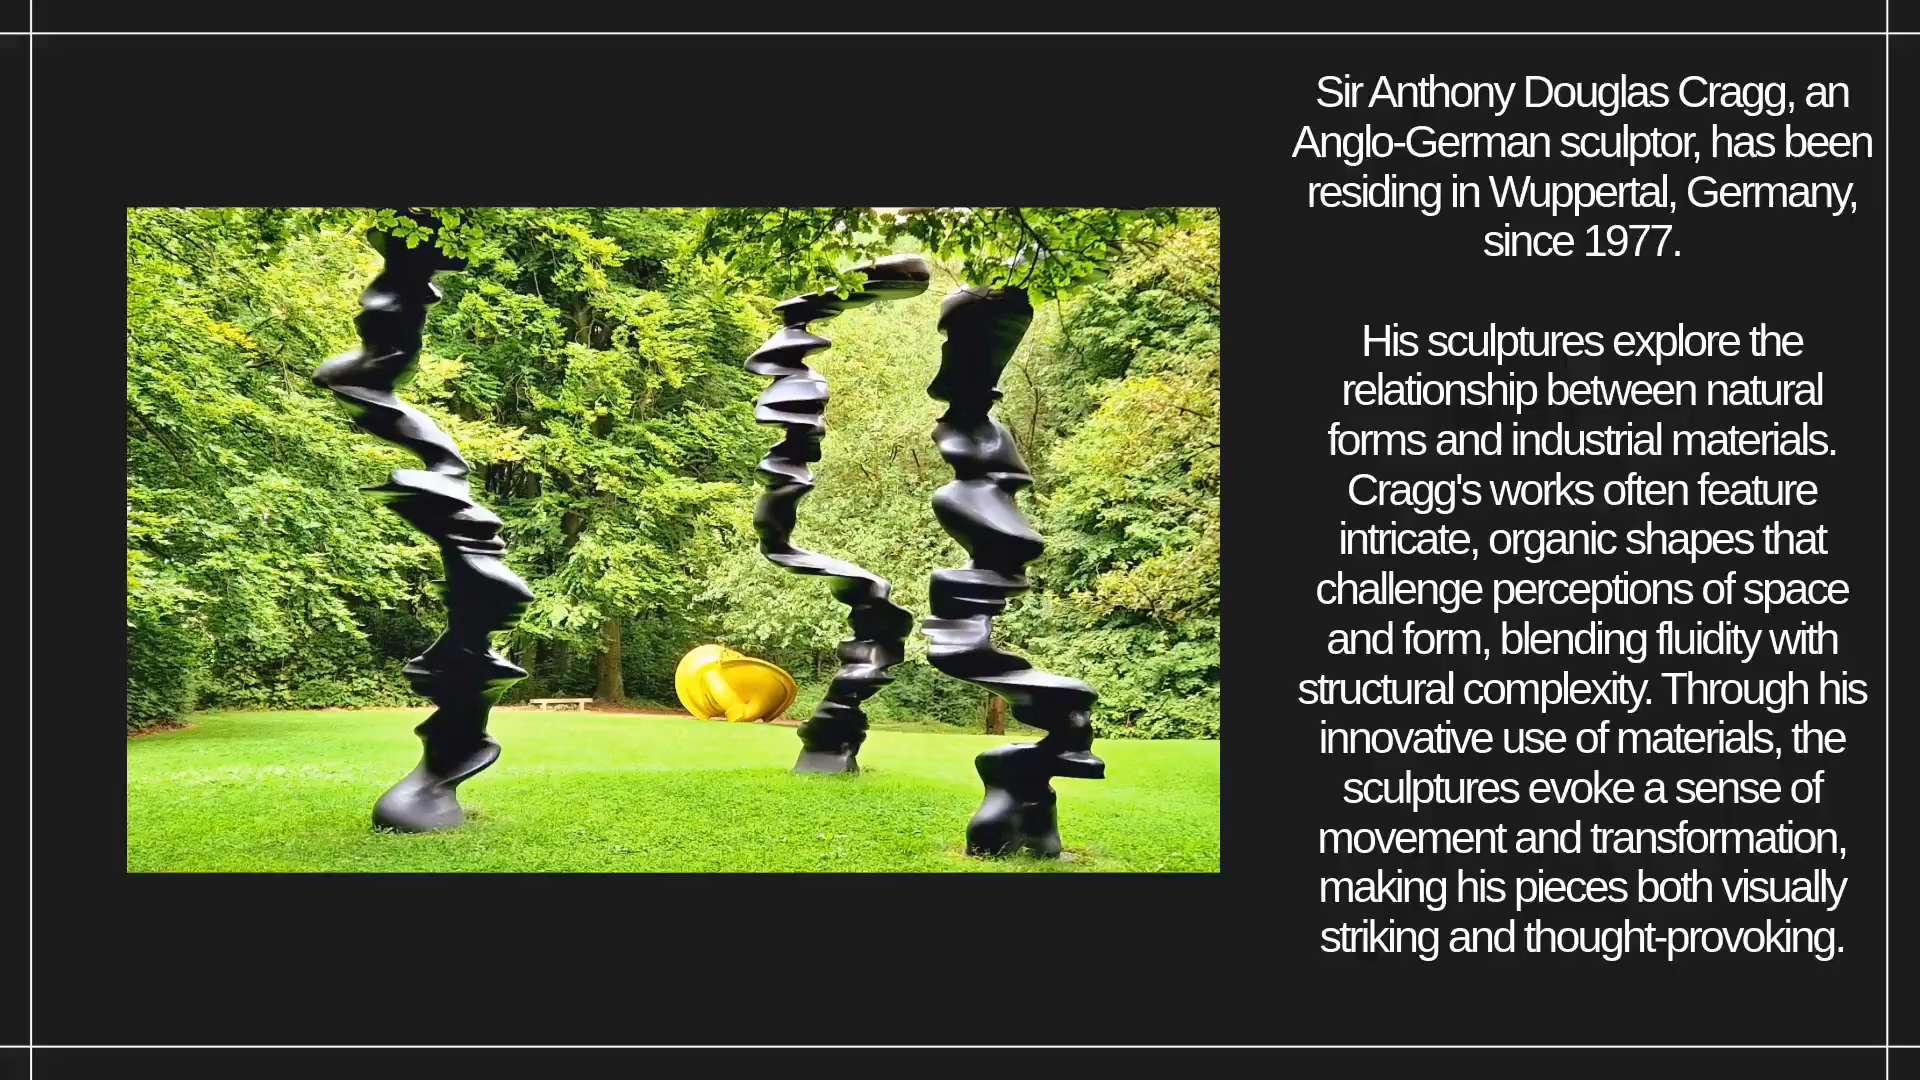 Sir Anthony Douglas Cragg, an
Anglo-German sculptor, has been
residing in Wuppertal, Germany,
since 1977.
His sculptures explore the
relationship between natural
forms and industrial materials.
Cragg's works often feature
intricate, organic shapes that
challenge perceptions of space
and form, blending fluidity with
structural complexity. Through his
innovative use of materials, the
sculptures evoke a sense of
movement and transformation,
making his pieces both visually
striking and thought-provoking.